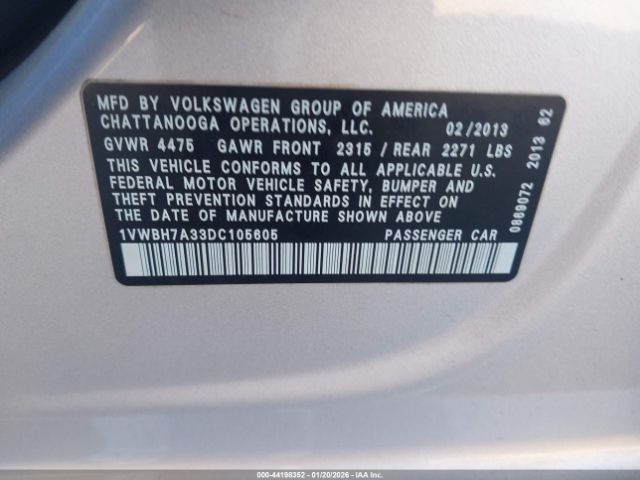 MFD BY VOLKSWAGEN GROUP OF AMERICA
CHATTANOOGA OPERATIONS, LLC. 02/2013
GVWR 4475 GAWR FRONT 2315 / REAR 2271 LBS
THIS VEHICLE CONFORMS TO ALL APPLICABLE U.S.
FEDERAL MOTOR VEHICLE SAFETY, BUMPER AND
THEFT PREVENTION STANDARDS IN EFFECT ON
THE DATE OF MANUFACTURE SHOWN ABOVE
1VWBH7A33DC105605 PASSENGER CAR
0869072 2013 62
000-44198352 | 01/20/2026 - IAA Inc.